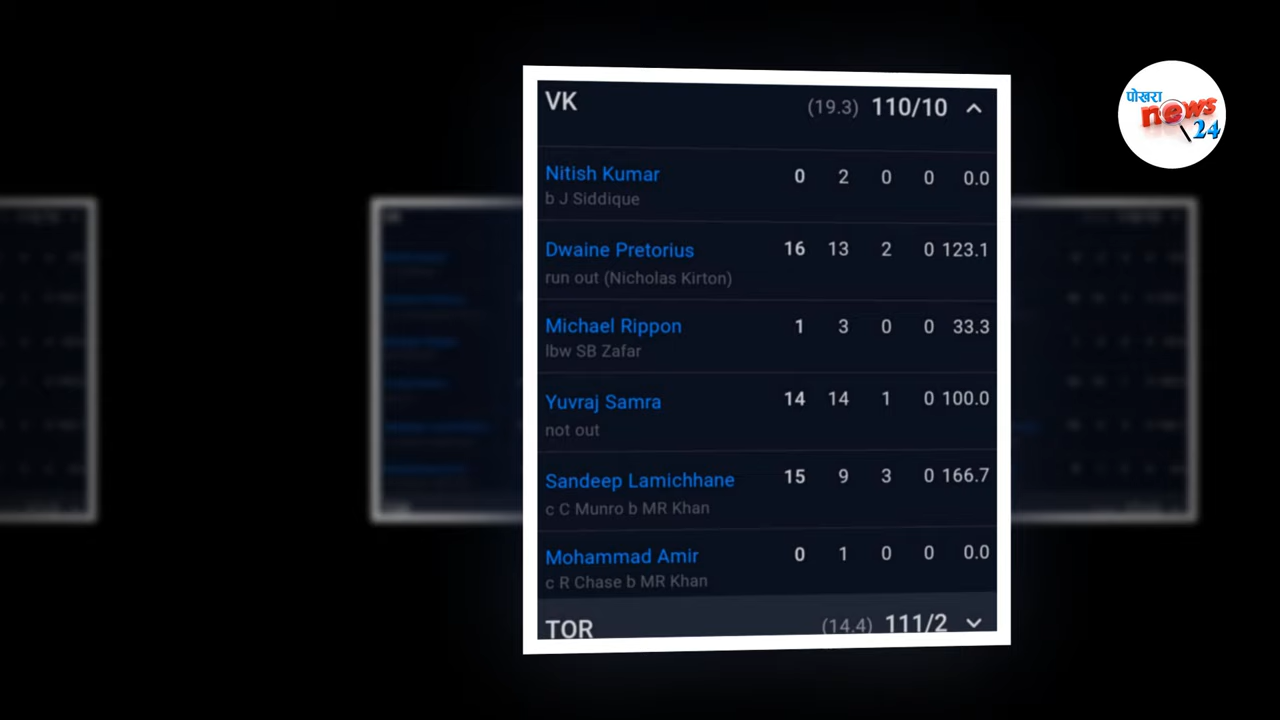 VK (19.3) 110/10
Nitish Kumar 0 2 0 0 0.0
b J Siddique
Dwaine Pretorius 16 13 2 0 123.1
run out (Nicholas Kirton)
Michael Rippon 1 3 0 0 33.3
lbw SB Zafar
Yuvraj Samra 14 14 1 0 100.0
not out
Sandeep Lamichhane 15 9 3 0 166.7
c C Munro b MR Khan
Mohammad Amir 0 1 0 0 0.0
c R Chase b MR Khan
TOR (14.4) 111/2
पोखरा
news
24